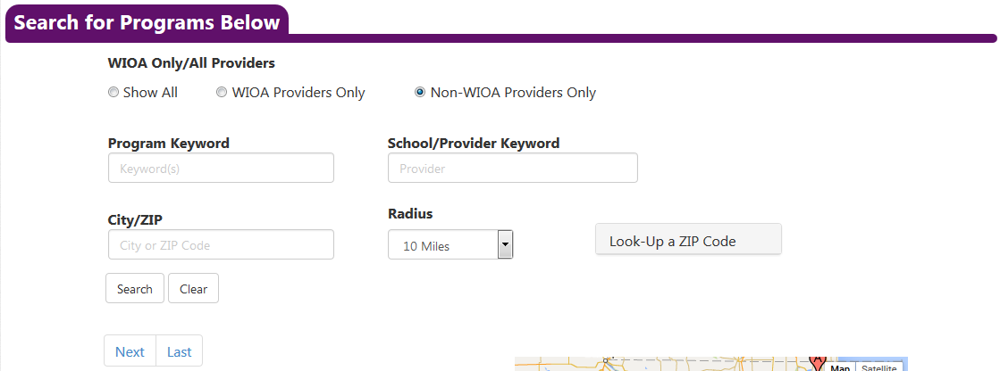 Search for Programs Below
WIOA Only/All Providers
Show All WIOA Providers Only Non-WIOA Providers Only
Program Keyword School/Provider Keyword
Keyword(s) Provider
City/ZIP Radius
City or ZIP Code 10 Miles Look-Up a ZIP Code
Search Clear
Next Last
A Map Satellite